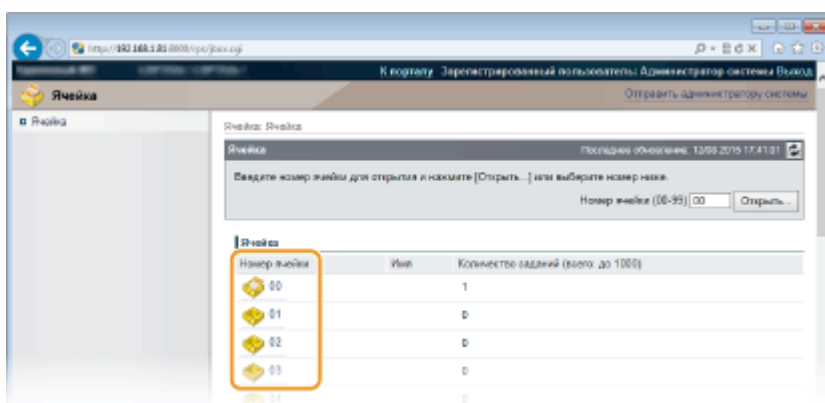 http://192.168.1.81:8000/rps/jbox.cgi
К порталу Зарегистрированный пользователь: Администратор системы Выход
Ячейка
Отправить администратору системы
Ячейка
Ячейка: Ячейка
Ячейка
Последнее обновление: 12/08 2015 17:41:01
Введите номер ячейки для открытия и нажмите [Открыть...] или выберите номер ниже.
Номер ячейки (00-99) 00 Открыть...
Ячейка
Номер ячейки Имя Количество заданий (всего: до 1000)
00 1
01 0
02 0
03 0
04 0